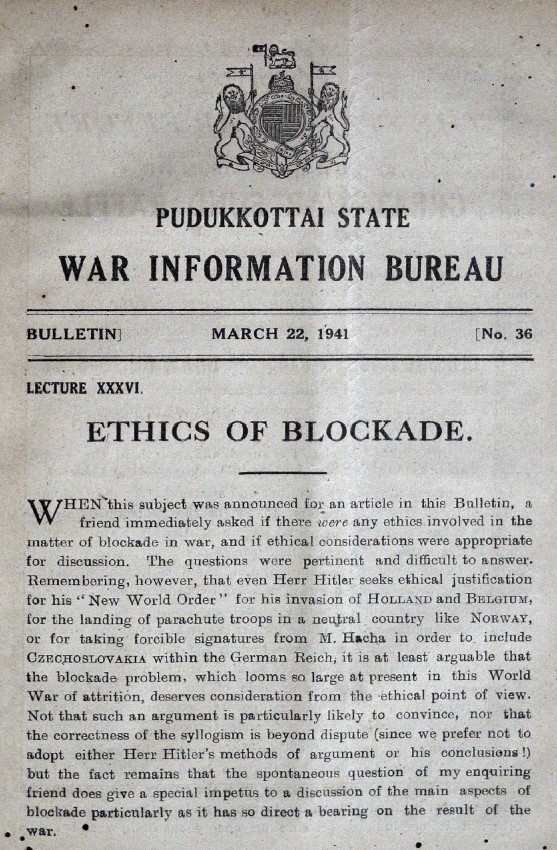 PUDUKKOTTAI STATE
WAR INFORMATION BUREAU
BULLETIN] MARCH 22, 1941 [No. 36
LECTURE XXXVI.
ETHICS OF BLOCKADE.
WHEN this subject was announced for an article in this Bulletin, a
friend immediately asked if there were any ethics involved in the
matter of blockade in war, and if ethical considerations were appropriate
for discussion. The questions were pertinent and difficult to answer.
Remembering, however, that even Herr Hitler seeks ethical justification
for his “New World Order” for his invasion of HOLLAND and BELGIUM,
for the landing of parachute troops in a neutral country like NORWAY,
or for taking forcible signatures from M. Hacha in order to include
CZECHOSLOVAKIA within the German Reich, it is at least arguable that
the blockade problem, which looms so large at present in this World
War of attrition, deserves consideration from the ethical point of view.
Not that such an argument is particularly likely to convince, nor that
the correctness of the syllogism is beyond dispute (since we prefer not to
adopt either Herr Hitler's methods of argument or his conclusions!)
but the fact remains that the spontaneous question of my enquiring
friend does give a special impetus to a discussion of the main aspects of
blockade particularly as it has so direct a bearing on the result of the
war.